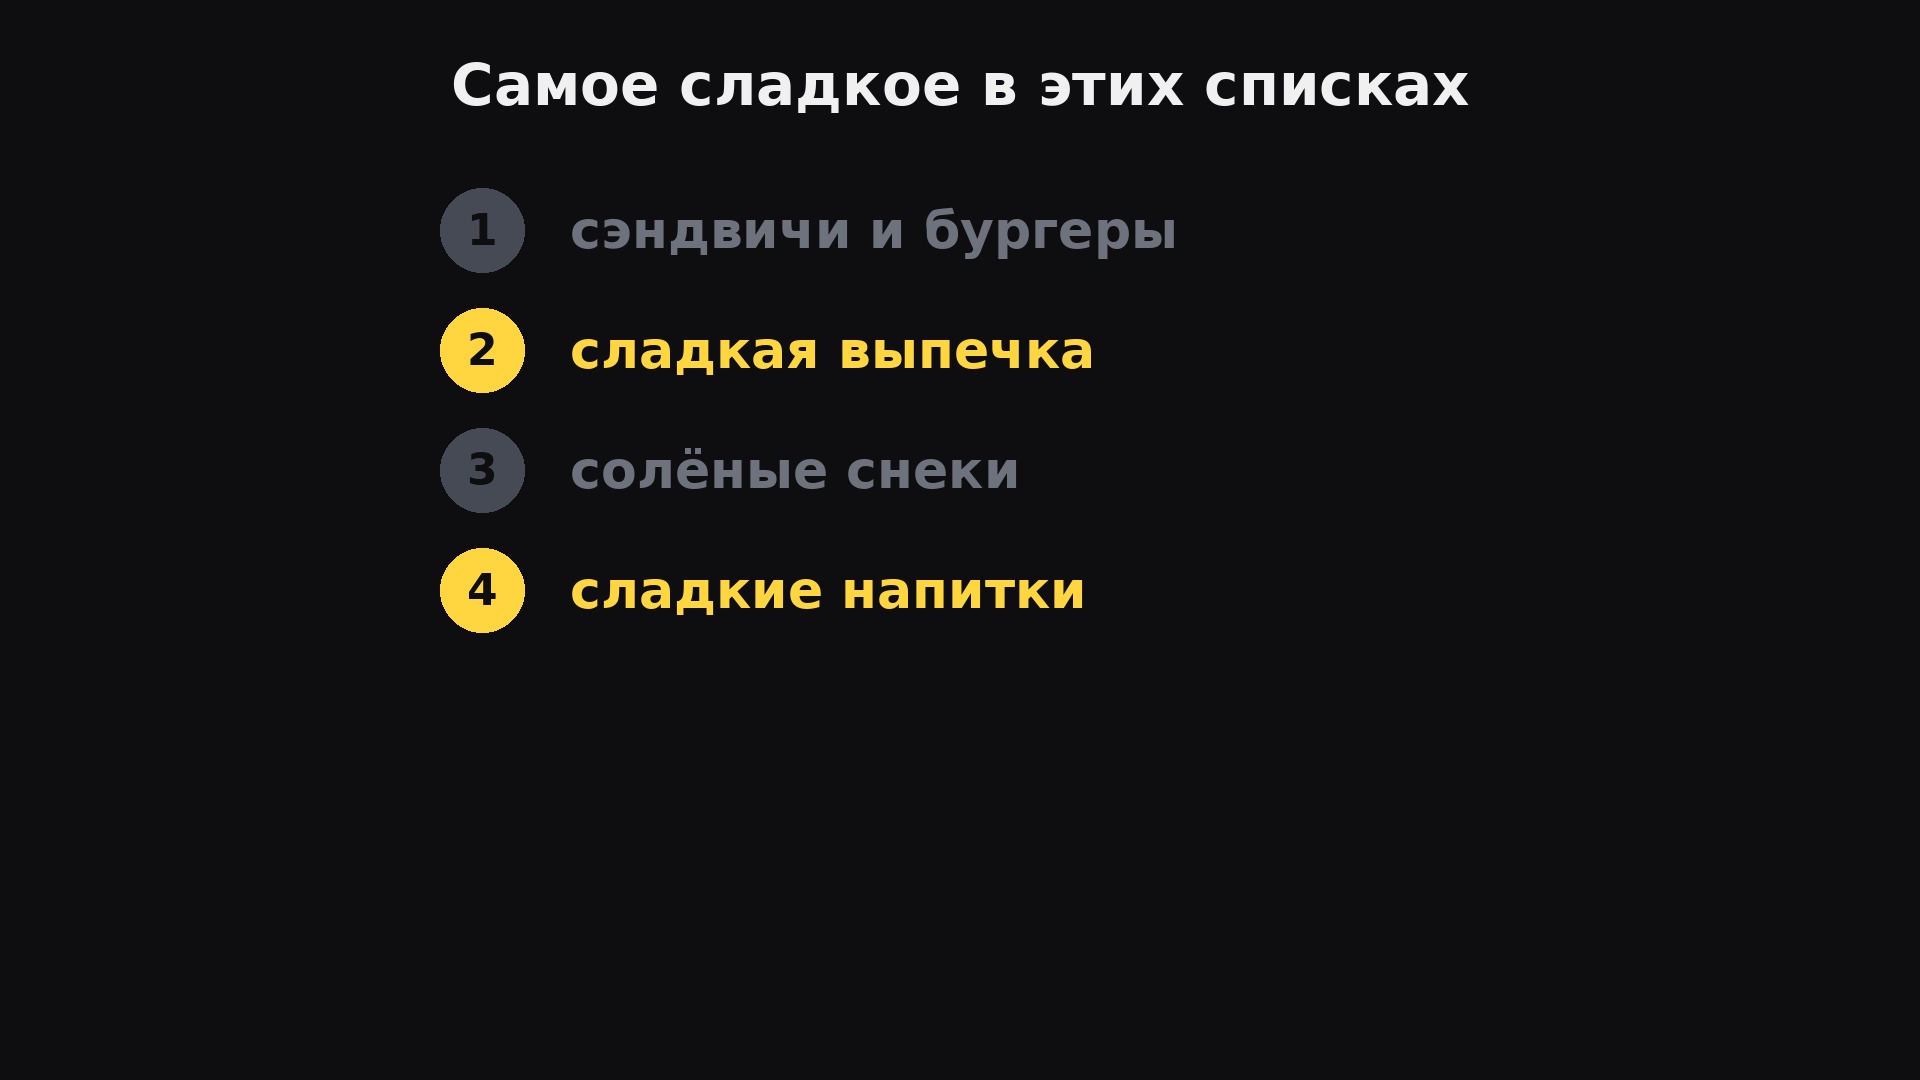 Самое сладкое в этих списках
1 сэндвичи и бургеры
2 сладкая выпечка
3 солёные снеки
4 сладкие напитки